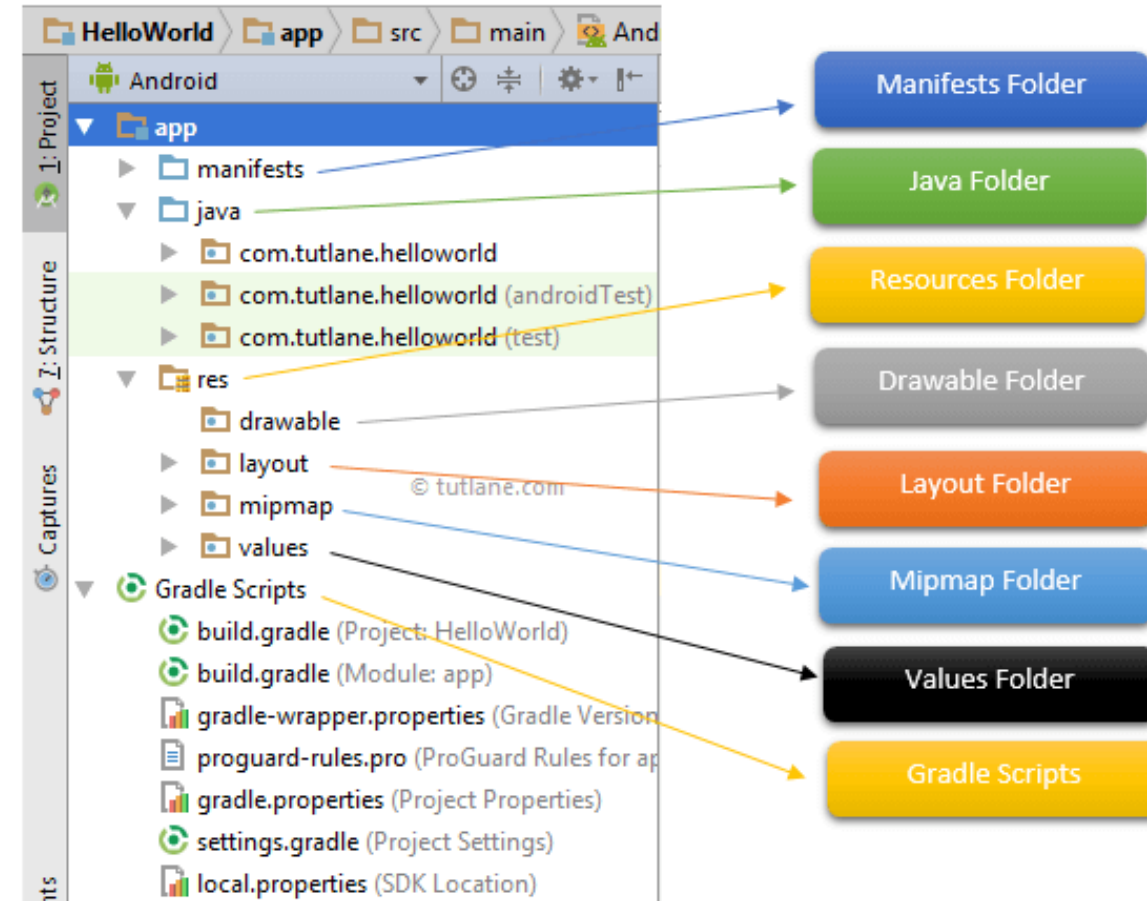 HelloWorld app src main And
Android
1: Project
7: Structure
Captures
nts
app
manifests
java
com.tutlane.helloworld
com.tutlane.helloworld (androidTest)
com.tutlane.helloworld (test)
res
drawable
layout
mipmap
values
© tutlane.com
Gradle Scripts
build.gradle (Project: HelloWorld)
build.gradle (Module: app)
gradle-wrapper.properties (Gradle Version
proguard-rules.pro (ProGuard Rules for ap
gradle.properties (Project Properties)
settings.gradle (Project Settings)
local.properties (SDK Location)
Manifests Folder
Java Folder
Resources Folder
Drawable Folder
Layout Folder
Mipmap Folder
Values Folder
Gradle Scripts